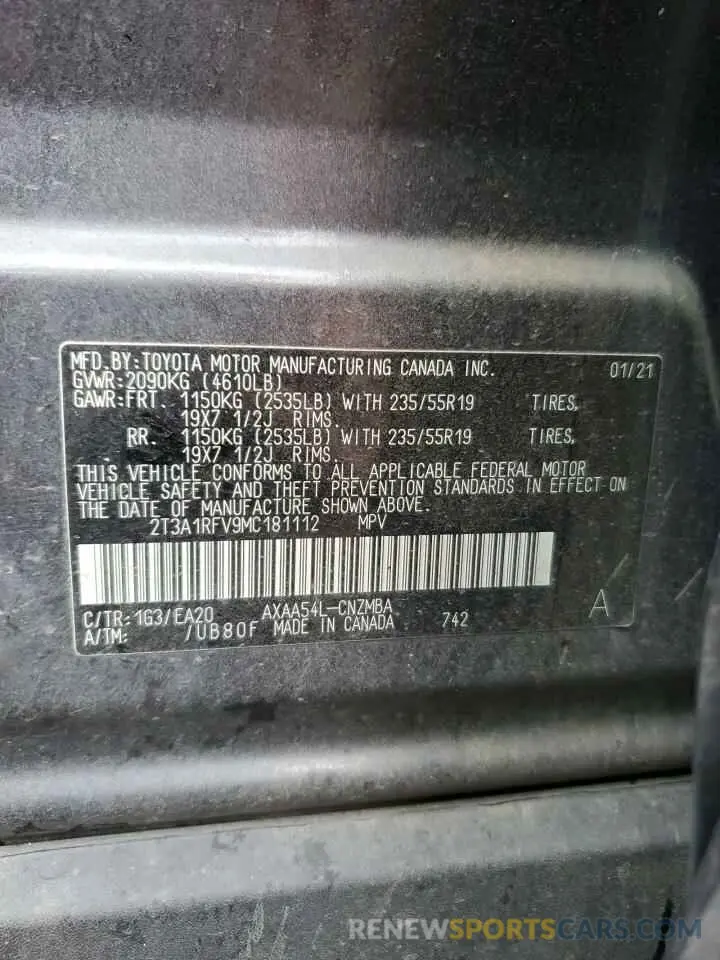 MFD.BY:TOYOTA MOTOR MANUFACTURING CANADA INC. 01/21
GVWR:2090KG (4610LB)
GAWR:FRT. 1150KG (2535LB) WITH 235/55R19 TIRES,
19X7 1/2J RIMS.
RR. 1150KG (2535LB) WITH 235/55R19 TIRES,
19X7 1/2J RIMS.
THIS VEHICLE CONFORMS TO ALL APPLICABLE FEDERAL MOTOR
VEHICLE SAFETY AND THEFT PREVENTION STANDARDS IN EFFECT ON
THE DATE OF MANUFACTURE SHOWN ABOVE.
2T3A1RFV9MC181112 MPV
C/TR:1G3/EA20 AXAA54L-CNZMBA A
A/TM: /UB80F MADE IN CANADA 742
RENEWSPORTSCARS.COM